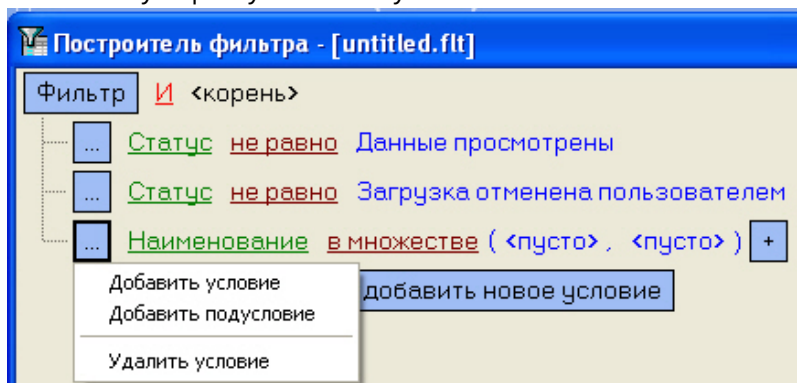 Построитель фильтра - [untitled.flt]
Фильтр И <корень>
... Статус не равно Данные просмотрены
... Статус не равно Загрузка отменена пользователем
... Наименование в множестве ( <пусто> , <пусто> ) +
Добавить условие
добавить новое условие
Добавить подусловие
Удалить условие